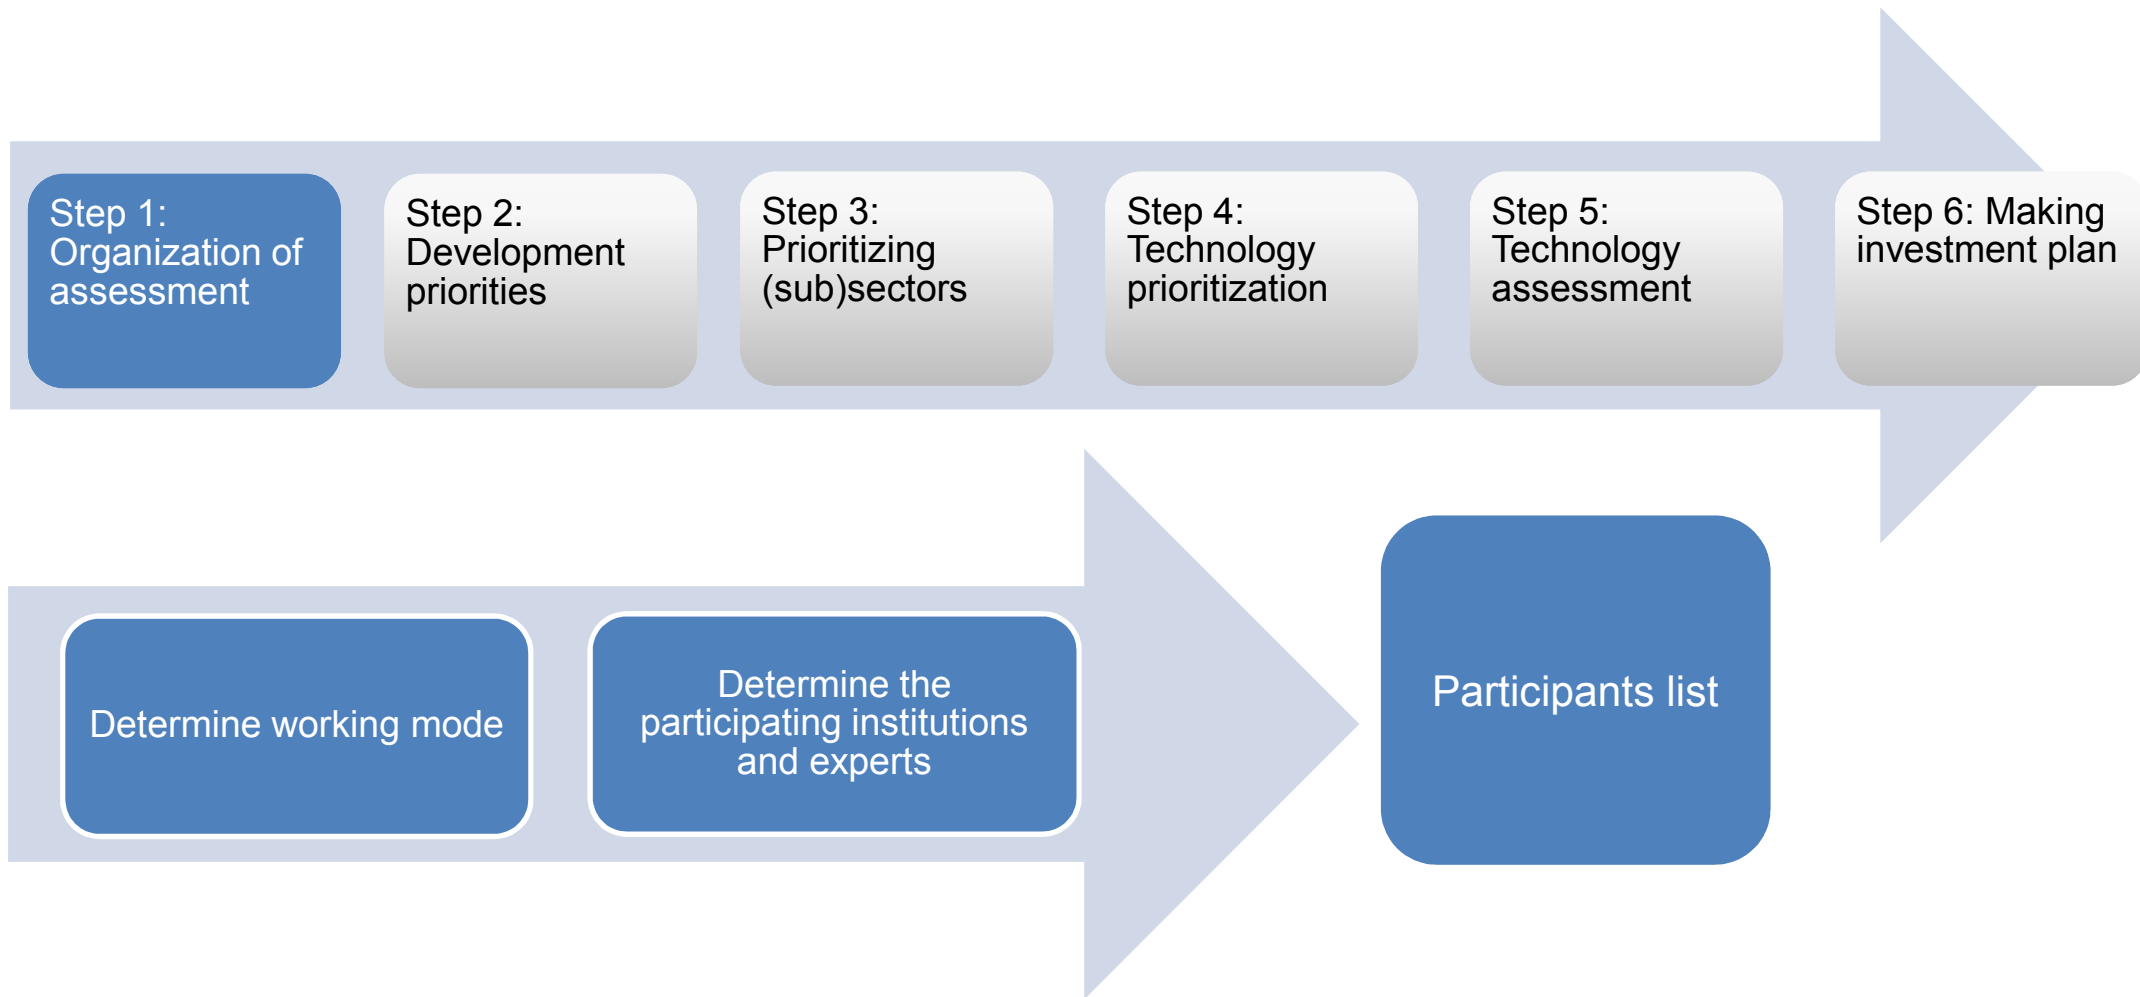 Step 1:
Organization of
assessment
Step 2:
Development
priorities
Step 3:
Prioritizing
(sub)sectors
Step 4:
Technology
prioritization
Step 5:
Technology
assessment
Step 6: Making
investment plan
Determine working mode
Determine the
participating institutions
and experts
Participants list